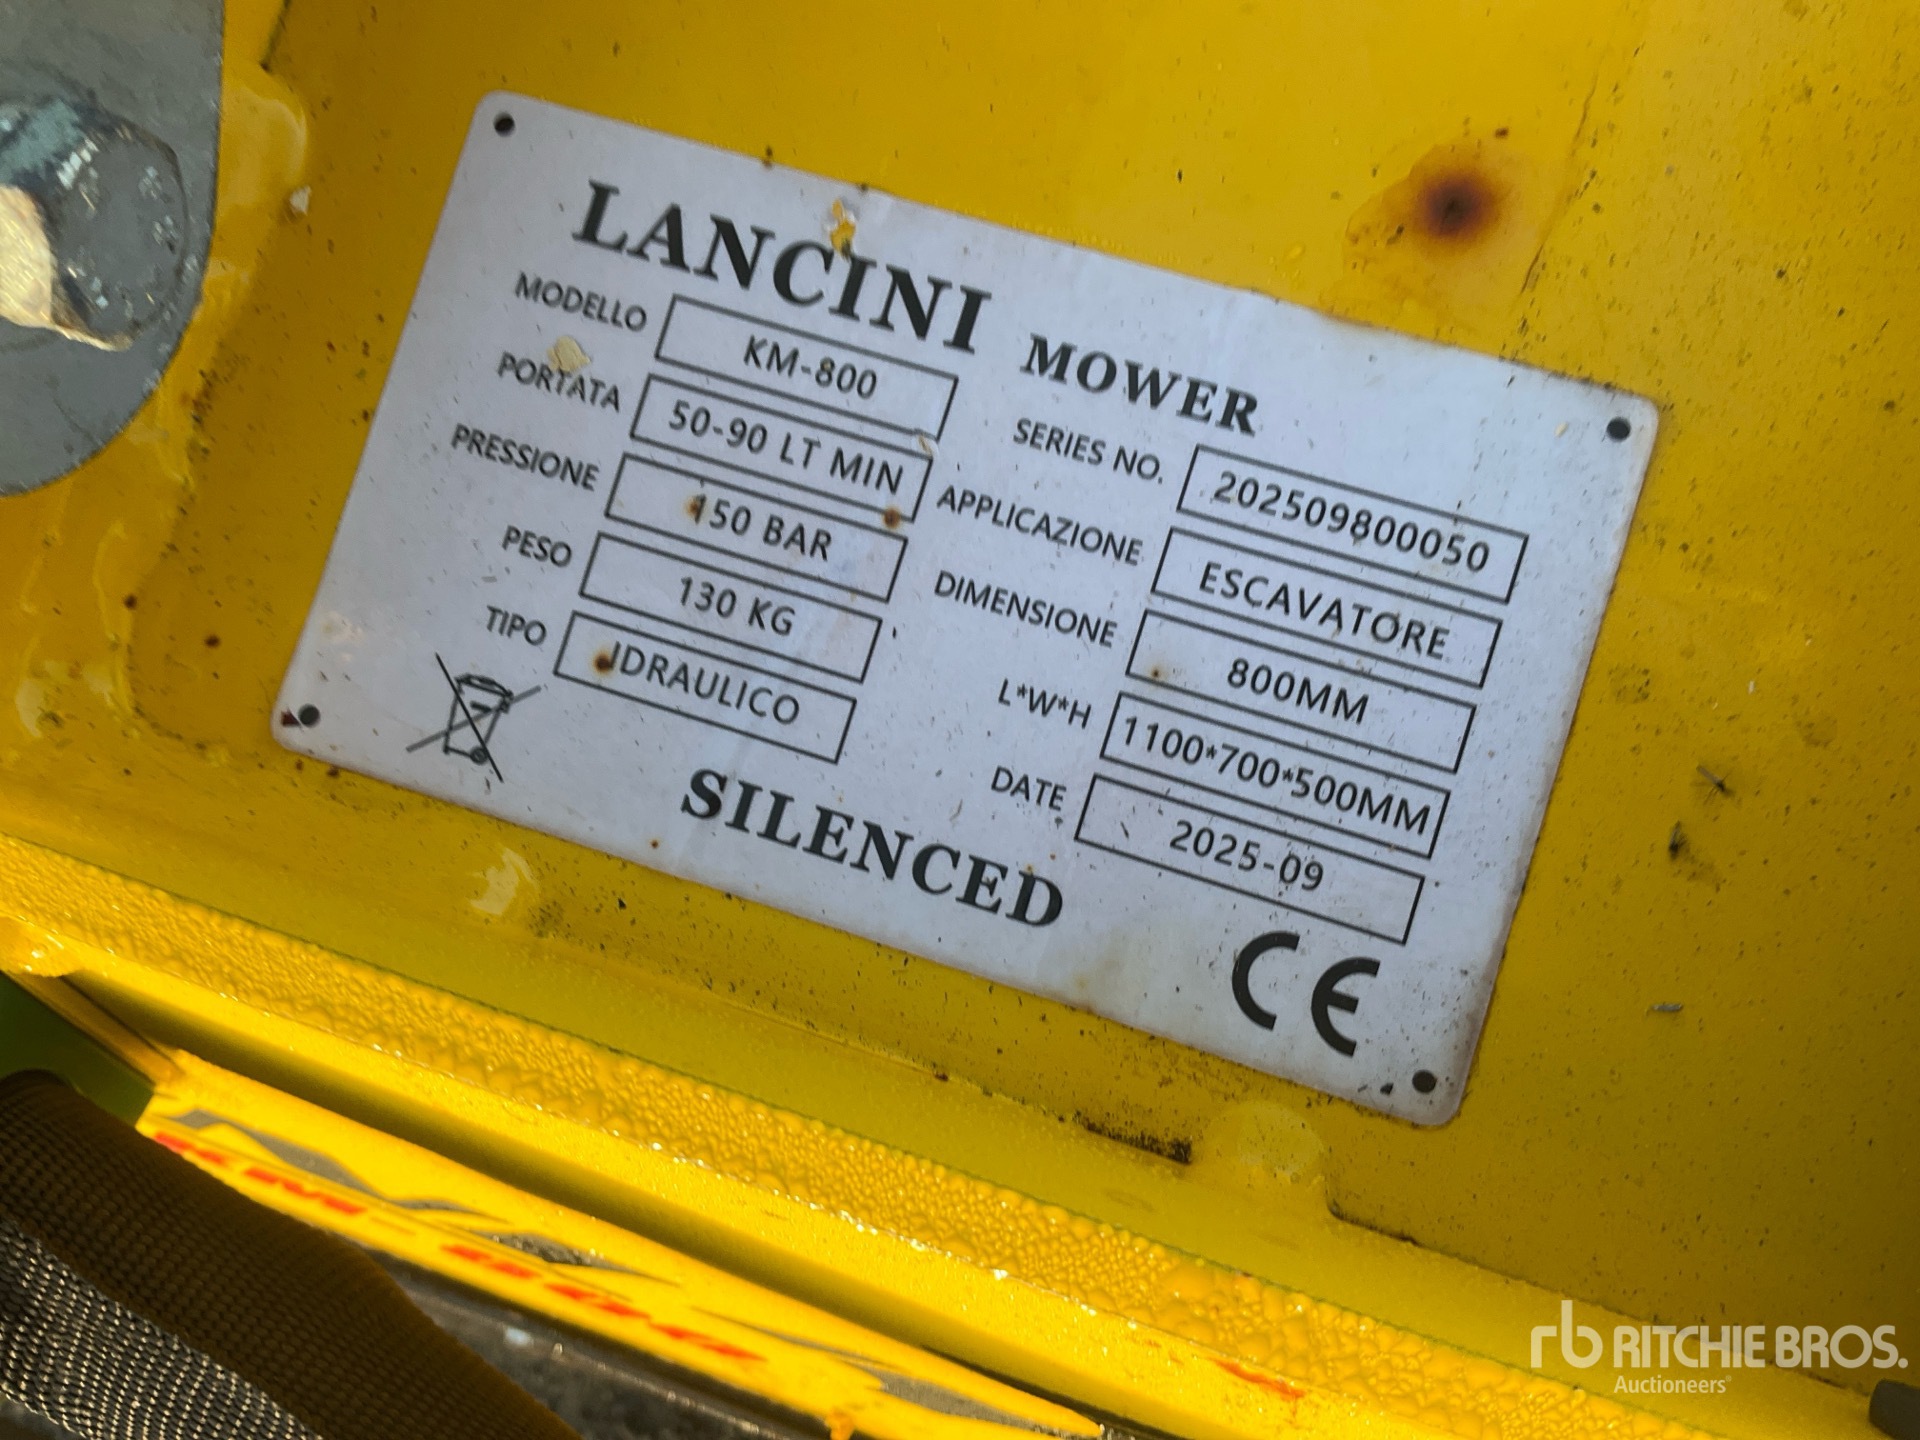 LANCINI MOWER
MODELLO KM-800
PORTATA 50-90 LT MIN
PRESSIONE 150 BAR
PESO 130 KG
TIPO IDRAULICO
SERIES NO. 202509800050
APPLICAZIONE ESCAVATORE
DIMENSIONE 800MM
L*W*H 1100*700*500MM
DATE 2025-09
SILENCED
CE
rb RITCHIE BROS.
Auctioneers